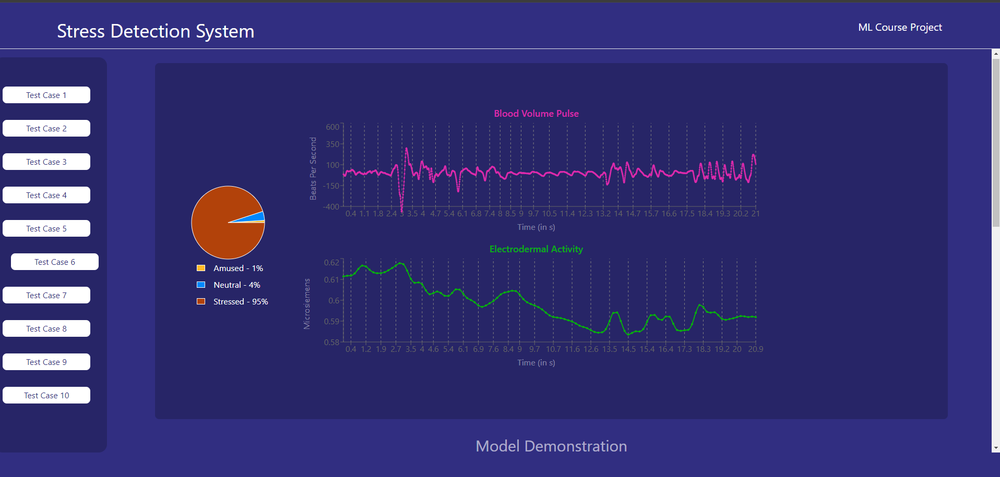 Stress Detection System
ML Course Project
Test Case 1
Test Case 2
Test Case 3
Test Case 4
Test Case 5
Test Case 6
Test Case 7
Test Case 8
Test Case 9
Test Case 10
Amused - 1%
Neutral - 4%
Stressed - 95%
Blood Volume Pulse
Beats Per Second
600
350
100
-150
-400
0.4 1.1 1.8 2.4 3 3.5 4 4.7 5.4 6.1 6.8 7.4 8 8.5 9 9.7 10.5 11.4 12.3 13.2 14 14.7 15.7 16.6 17.5 18.4 19.3 20.2 21
Time (in s)
Electrodermal Activity
Microsiemens
0.62
0.61
0.6
0.59
0.58
0.4 1.2 1.9 2.7 3.5 4 4.6 5.4 6.1 6.9 7.6 8.4 9 9.7 10.7 11.6 12.6 13.5 14.5 15.4 16.4 17.3 18.3 19.2 20 20.9
Time (in s)
Model Demonstration